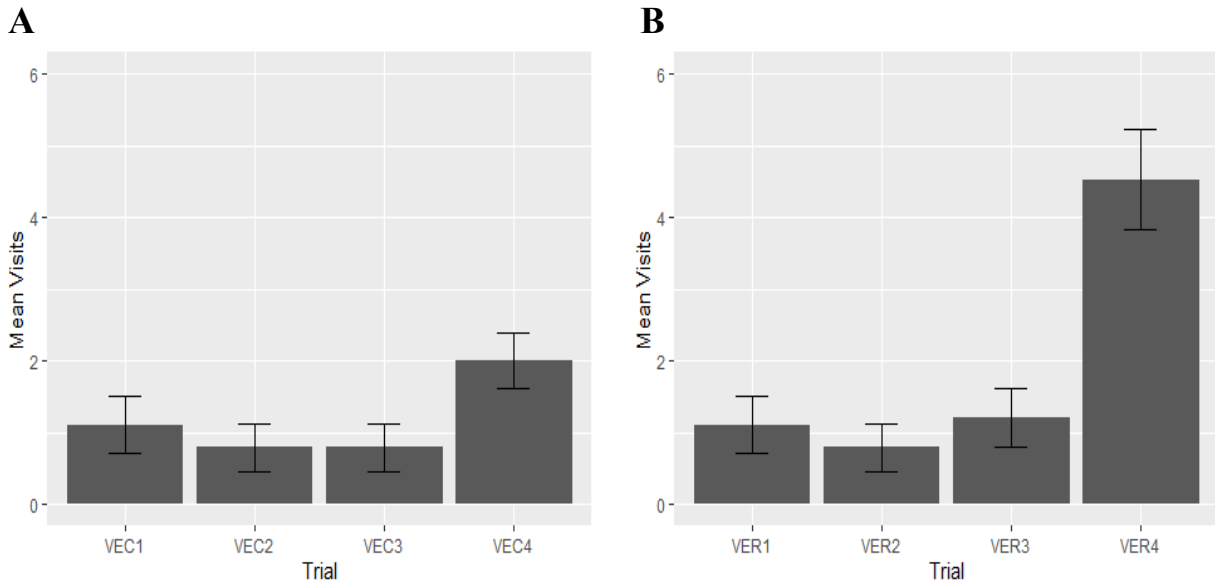 A
6
4
2
0
Mean Visits
VEC1 VEC2 VEC3 VEC4
Trial
B
6
4
2
0
Mean Visits
VER1 VER2 VER3 VER4
Trial